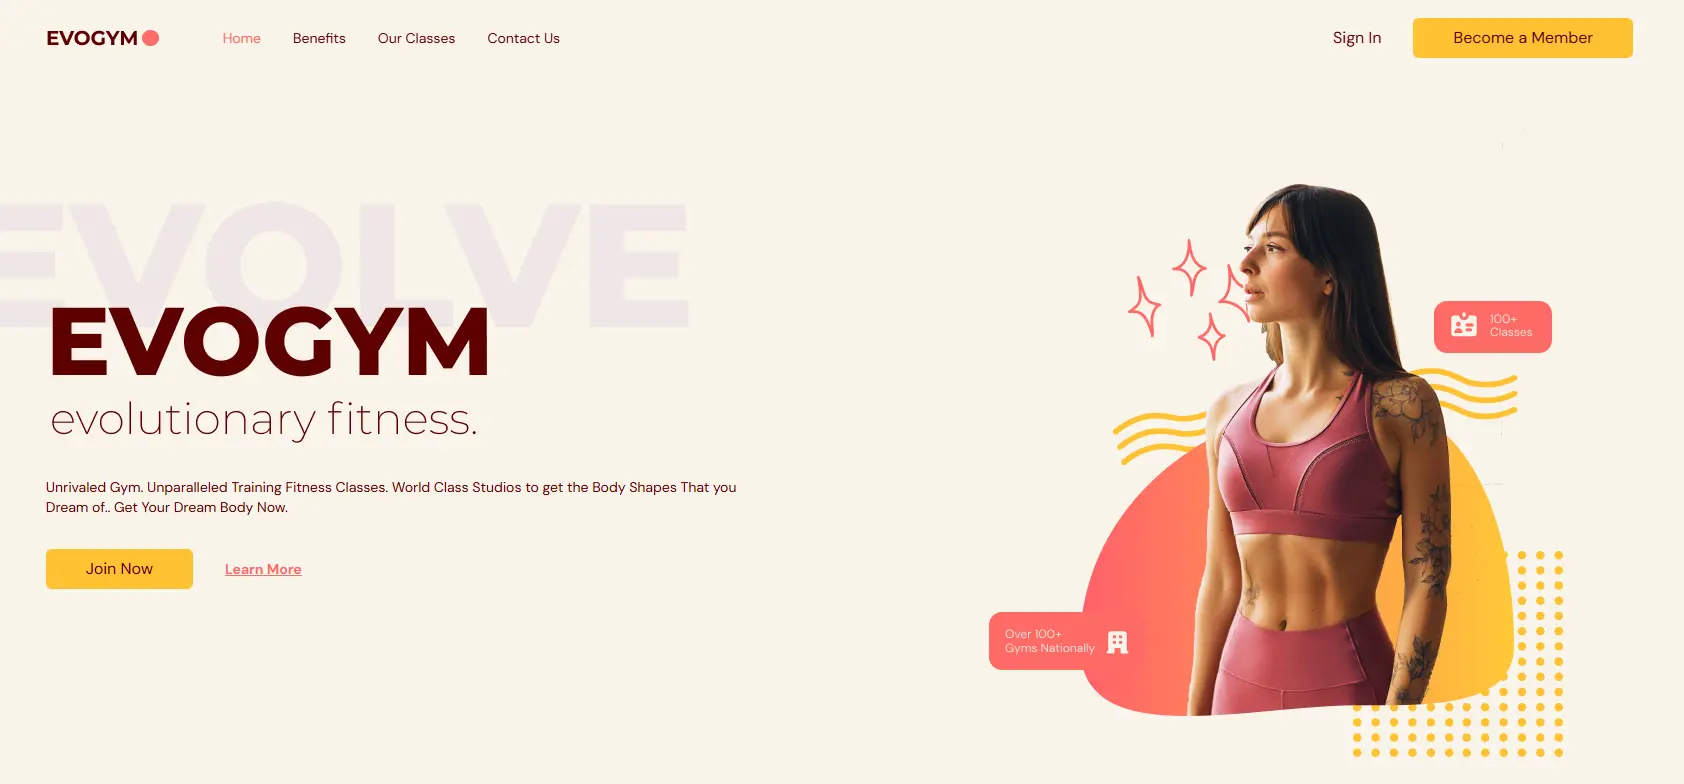 EVOGYM
Home
Benefits
Our Classes
Contact Us
Sign In
Become a Member
EVOLVE
EVOGYM
evolutionary fitness.
Unrivaled Gym. Unparalleled Training Fitness Classes. World Class Studios to get the Body Shapes That you
Dream of.. Get Your Dream Body Now.
Join Now
Learn More
100+
Classes
Over 100+
Gyms Nationally